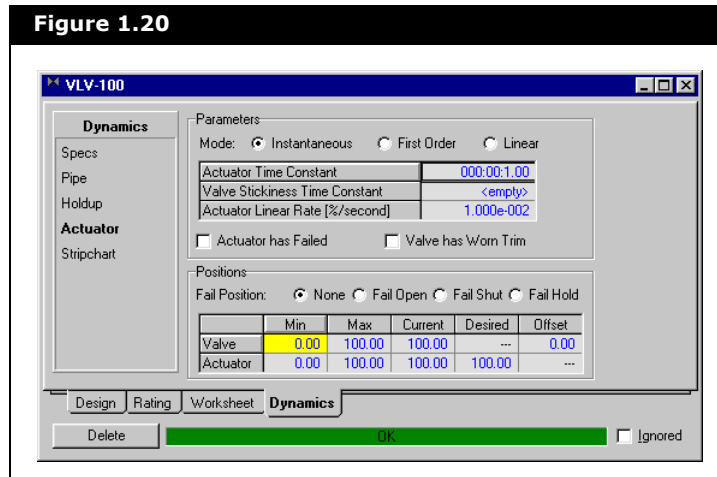 Figure 1.20
VLV-100
Dynamics
Specs
Pipe
Holdup
Actuator
Stripchart
Parameters
Mode: Instantaneous First Order Linear
Actuator Time Constant 000:00:1.00
Valve Stickiness Time Constant <empty>
Actuator Linear Rate [%/second] 1.000e-002
Actuator has Failed Valve has Worn Trim
Positions
Fail Position: None Fail Open Fail Shut Fail Hold
Min Max Current Desired Offset
Valve 0.00 100.00 100.00 --- 0.00
Actuator 0.00 100.00 100.00 100.00 ---
Design Rating Worksheet Dynamics
Delete OK Ignored